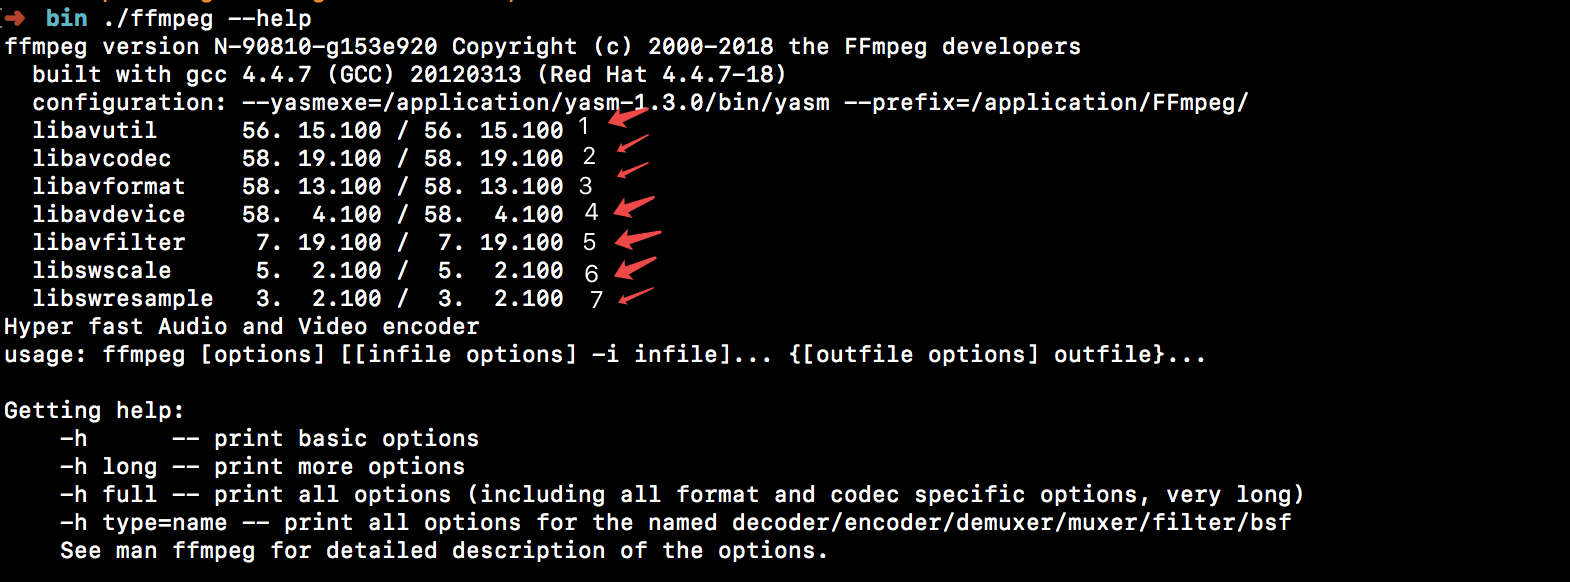 ➜ bin ./ffmpeg --help
ffmpeg version N-90810-g153e920 Copyright (c) 2000-2018 the FFmpeg developers
  built with gcc 4.4.7 (GCC) 20120313 (Red Hat 4.4.7-18)
  configuration: --yasmexe=/application/yasm-1.3.0/bin/yasm --prefix=/application/FFmpeg/
  libavutil      56. 15.100 / 56. 15.100 1
  libavcodec     58. 19.100 / 58. 19.100 2
  libavformat    58. 13.100 / 58. 13.100 3
  libavdevice    58.  4.100 / 58.  4.100 4
  libavfilter     7. 19.100 /  7. 19.100 5
  libswscale      5.  2.100 /  5.  2.100 6
  libswresample   3.  2.100 /  3.  2.100 7
Hyper fast Audio and Video encoder
usage: ffmpeg [options] [[infile options] -i infile]... {[outfile options] outfile}...

Getting help:
    -h      -- print basic options
    -h long -- print more options
    -h full -- print all options (including all format and codec specific options, very long)
    -h type=name -- print all options for the named decoder/encoder/demuxer/muxer/filter/bsf
    See man ffmpeg for detailed description of the options.